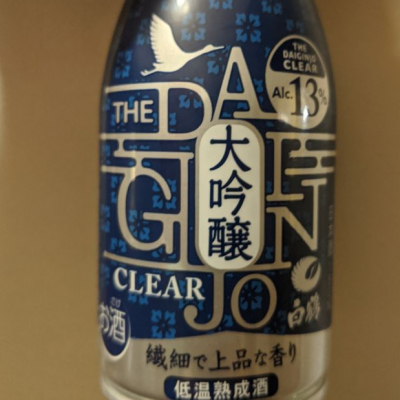 THE DAIGINJO
CLEAR
大吟醸
THE
DAIGINJO
CLEAR
Alc.13%
白鶴
お酒
繊細で上品な香り
低温熟成酒